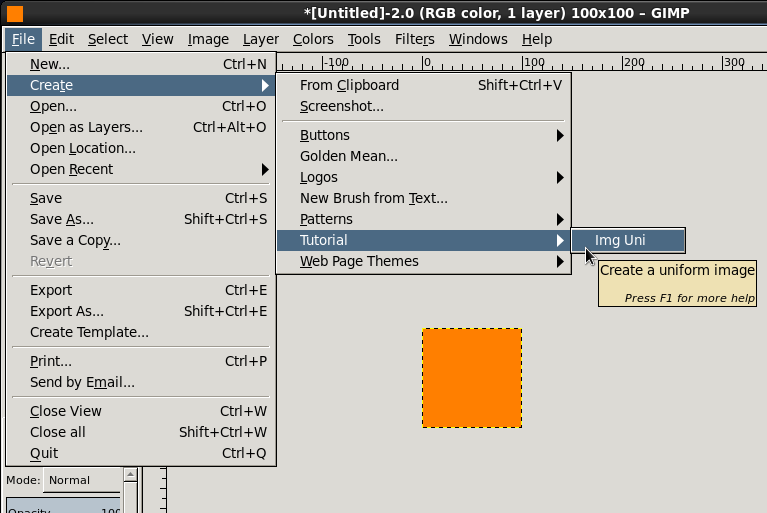 *[Untitled]-2.0 (RGB color, 1 layer) 100x100 – GIMP
File Edit Select View Image Layer Colors Tools Filters Windows Help
-100 0 100 200 300
New... Ctrl+N
Create
Open... Ctrl+O
Open as Layers... Ctrl+Alt+O
Open Location...
Open Recent
Save Ctrl+S
Save As... Shift+Ctrl+S
Save a Copy...
Revert
Export Ctrl+E
Export As... Shift+Ctrl+E
Create Template...
Print... Ctrl+P
Send by Email...
Close View Ctrl+W
Close all Shift+Ctrl+W
Quit Ctrl+Q
From Clipboard Shift+Ctrl+V
Screenshot...
Buttons
Golden Mean...
Logos
New Brush from Text...
Patterns
Tutorial
Web Page Themes
Img Uni
Create a uniform image
Press F1 for more help
Mode: Normal
Opacity 100